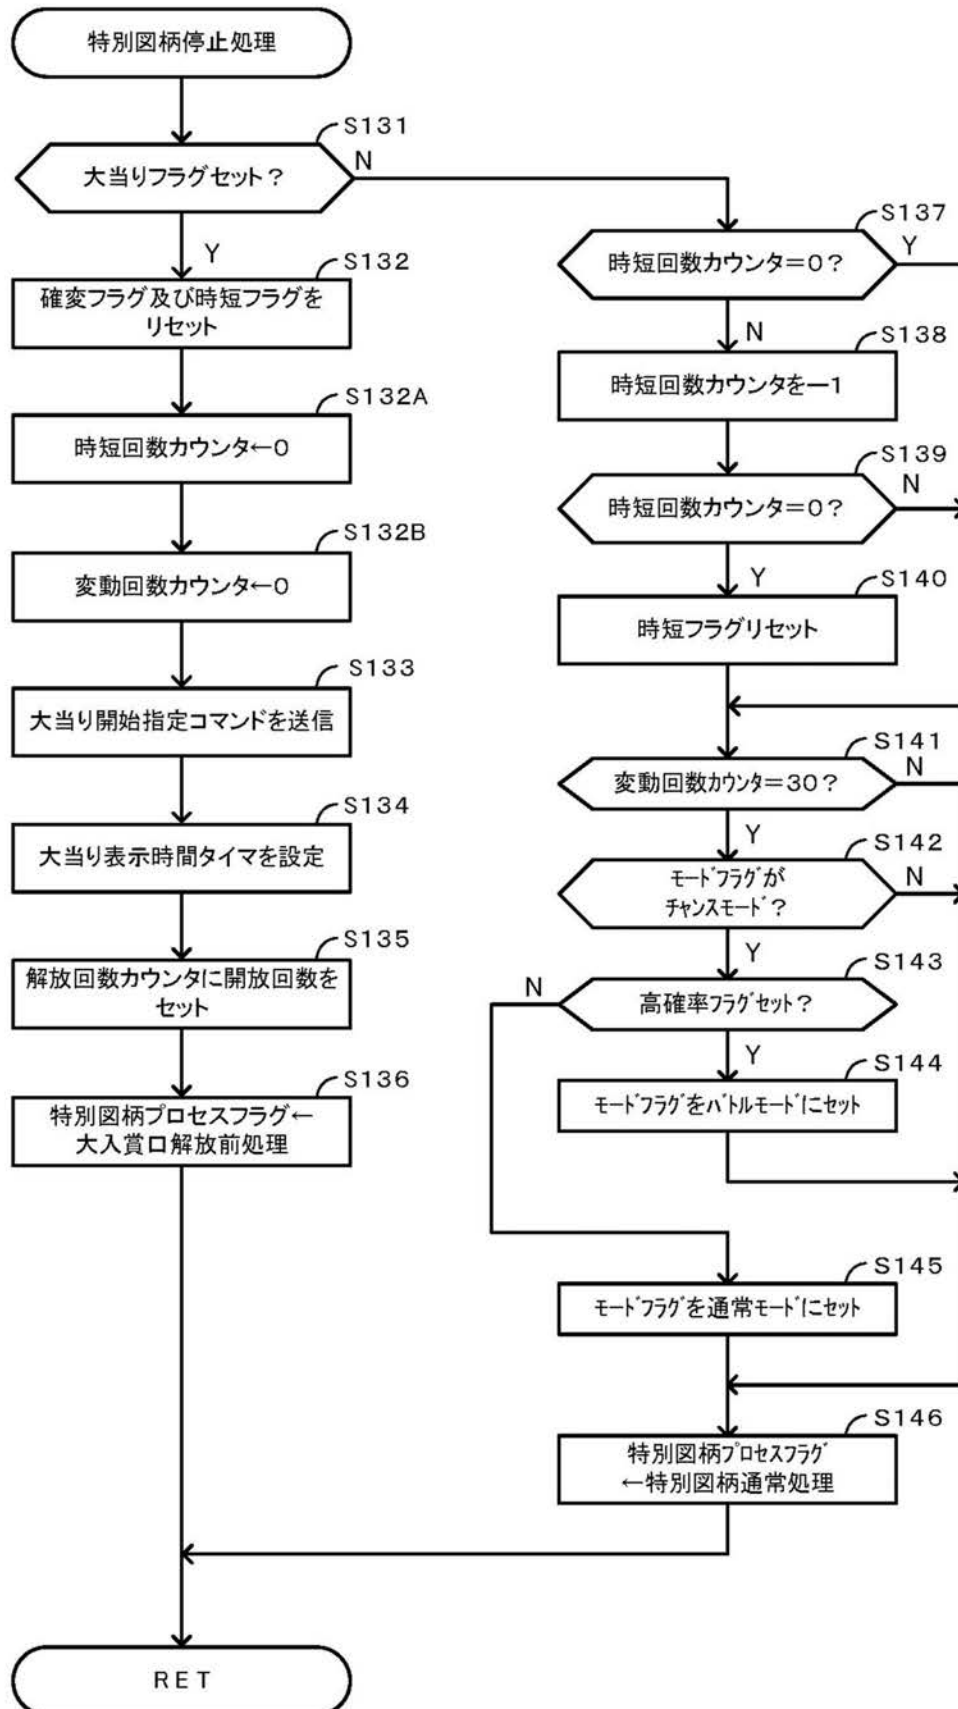 特別図柄停止処理
S131
大当りフラグセット？
N
Y
S132
確変フラグ及び時短フラグを
リセット
S132A
時短回数カウンタ←0
S132B
変動回数カウンタ←0
S133
大当り開始指定コマンドを送信
S134
大当り表示時間タイマを設定
S135
解放回数カウンタに開放回数を
セット
S136
特別図柄プロセスフラグ←
大入賞口解放前処理
S137
時短回数カウンタ＝0？
Y
N
S138
時短回数カウンタを－1
S139
時短回数カウンタ＝0？
N
Y
S140
時短フラグリセット
S141
変動回数カウンタ＝30？
N
Y
S142
モードフラグが
チャンスモード？
N
Y
S143
高確率フラグセット？
N
Y
S144
モードフラグをバトルモードにセット
S145
モードフラグを通常モードにセット
S146
特別図柄プロセスフラグ
←特別図柄通常処理
RET